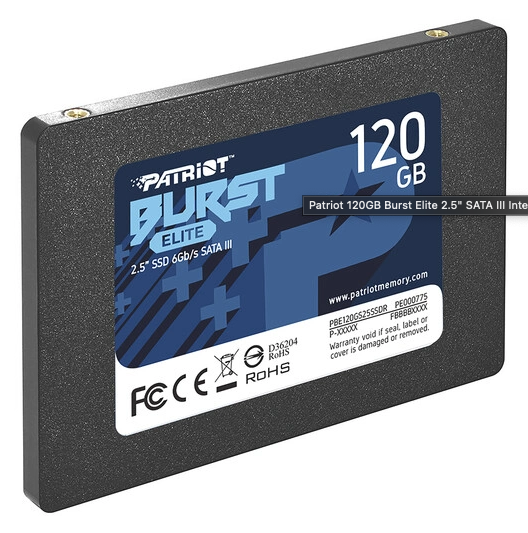 120
GB
PATRIOT™
BURST
ELITE
2.5" SSD 6Gb/s SATA III
Patriot 120GB Burst Elite 2.5" SATA III Inte
www.patriotmemory.com
PBE120GS25SSDR PE000775
P-XXXXX FBBBBXXXX
Warranty void if seal, label or
cover is damaged or removed.
FC CE
D36204
RoHS
RoHS